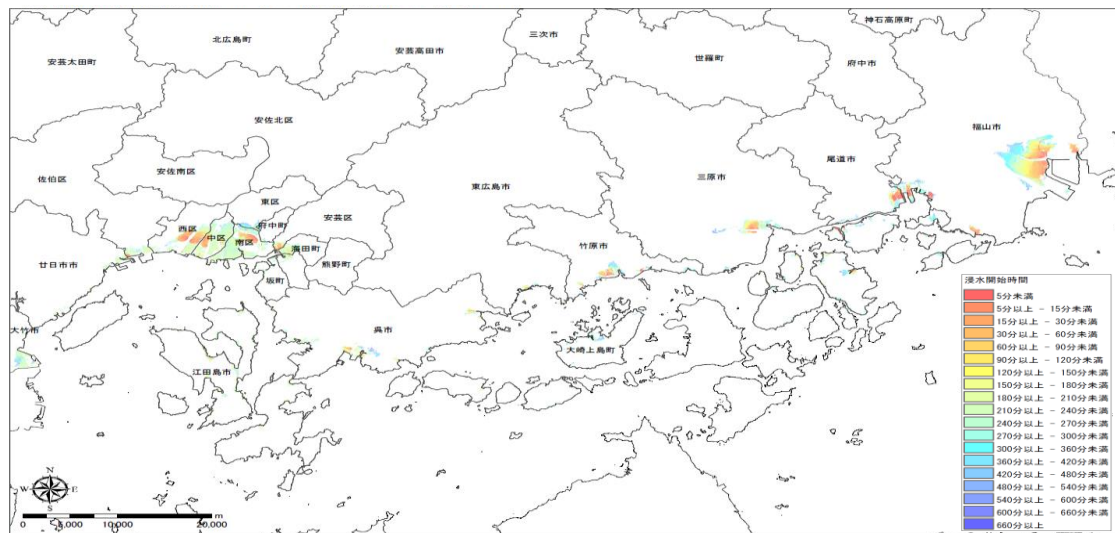 神石高原町
北広島町
三次市
安芸高田市
世羅町
安芸太田町
府中市
安佐北区
福山市
尾道市
安佐南区
佐伯区
東広島市
三原市
東区
安芸区
西区
府中町
中区
南区
海田町
竹原市
廿日市市
熊野町
坂町
浸水開始時間
5分未満
5分以上 - 15分未満
15分以上 - 30分未満
30分以上 - 60分未満
60分以上 - 90分未満
90分以上 - 120分未満
120分以上 - 150分未満
150分以上 - 180分未満
180分以上 - 210分未満
210分以上 - 240分未満
240分以上 - 270分未満
270分以上 - 300分未満
300分以上 - 360分未満
360分以上 - 420分未満
420分以上 - 480分未満
480分以上 - 540分未満
540分以上 - 600分未満
600分以上 - 660分未満
660分以上
大竹市
呉市
大崎上島町
江田島市
N
W E
S
0 5,000 10,000 20,000 m